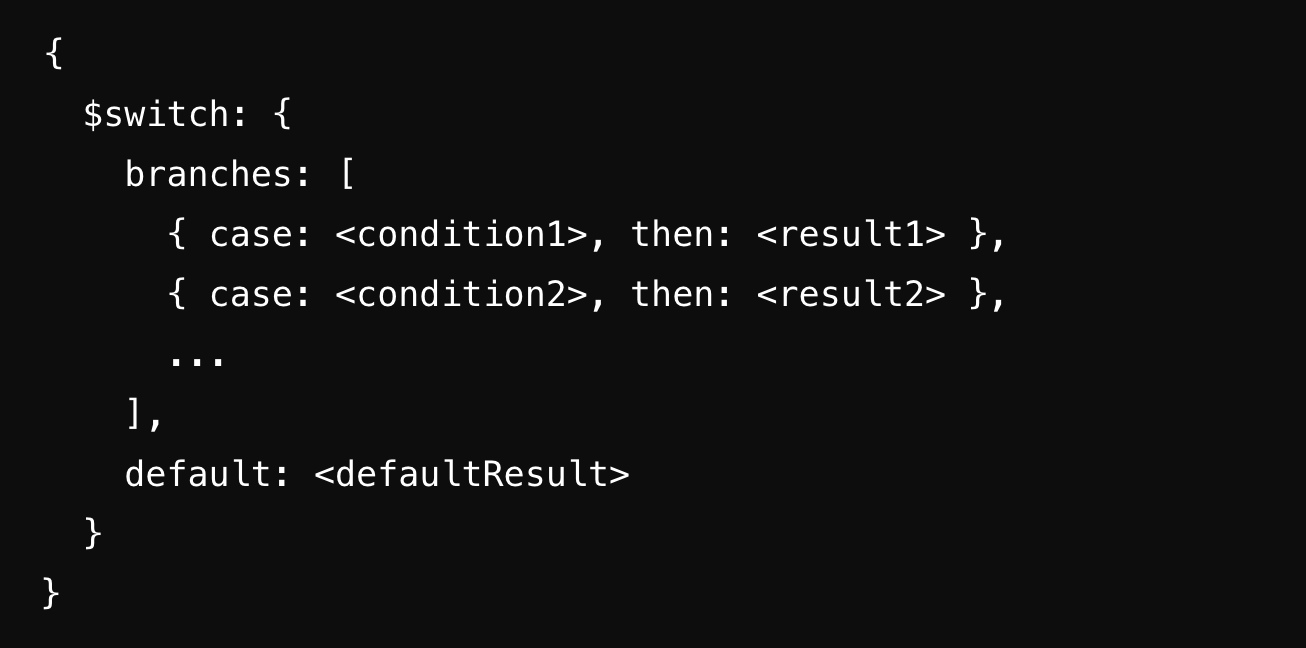 {
  $switch: {
    branches: [
      { case: <condition1>, then: <result1> },
      { case: <condition2>, then: <result2> },
      ...
    ],
    default: <defaultResult>
  }
}